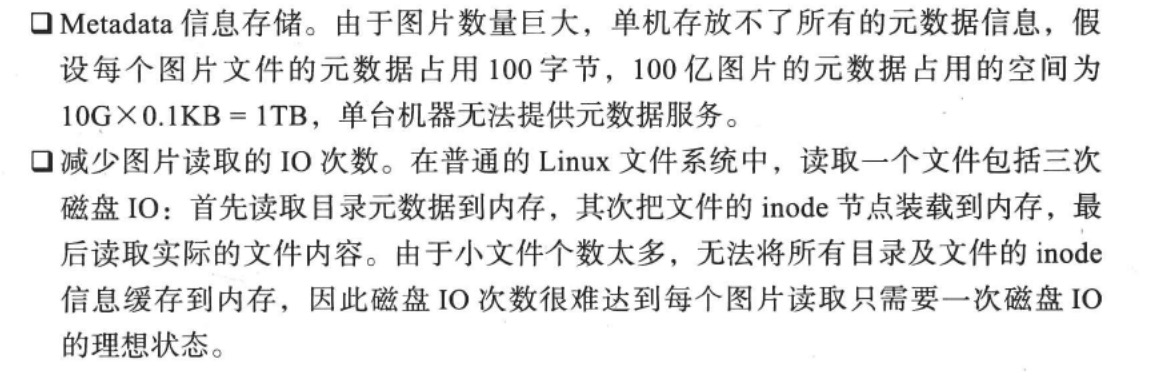 ❑ Metadata 信息存储。由于图片数量巨大，单机存放不了所有的元数据信息，假
设每个图片文件的元数据占用 100 字节，100 亿图片的元数据占用的空间为
10G×0.1KB = 1TB，单台机器无法提供元数据服务。
❑ 减少图片读取的 IO 次数。在普通的 Linux 文件系统中，读取一个文件包括三次
磁盘 IO：首先读取目录元数据到内存，其次把文件的 inode 节点装载到内存，最
后读取实际的文件内容。由于小文件个数太多，无法将所有目录及文件的 inode
信息缓存到内存，因此磁盘 IO 次数很难达到每个图片读取只需要一次磁盘 IO
的理想状态。